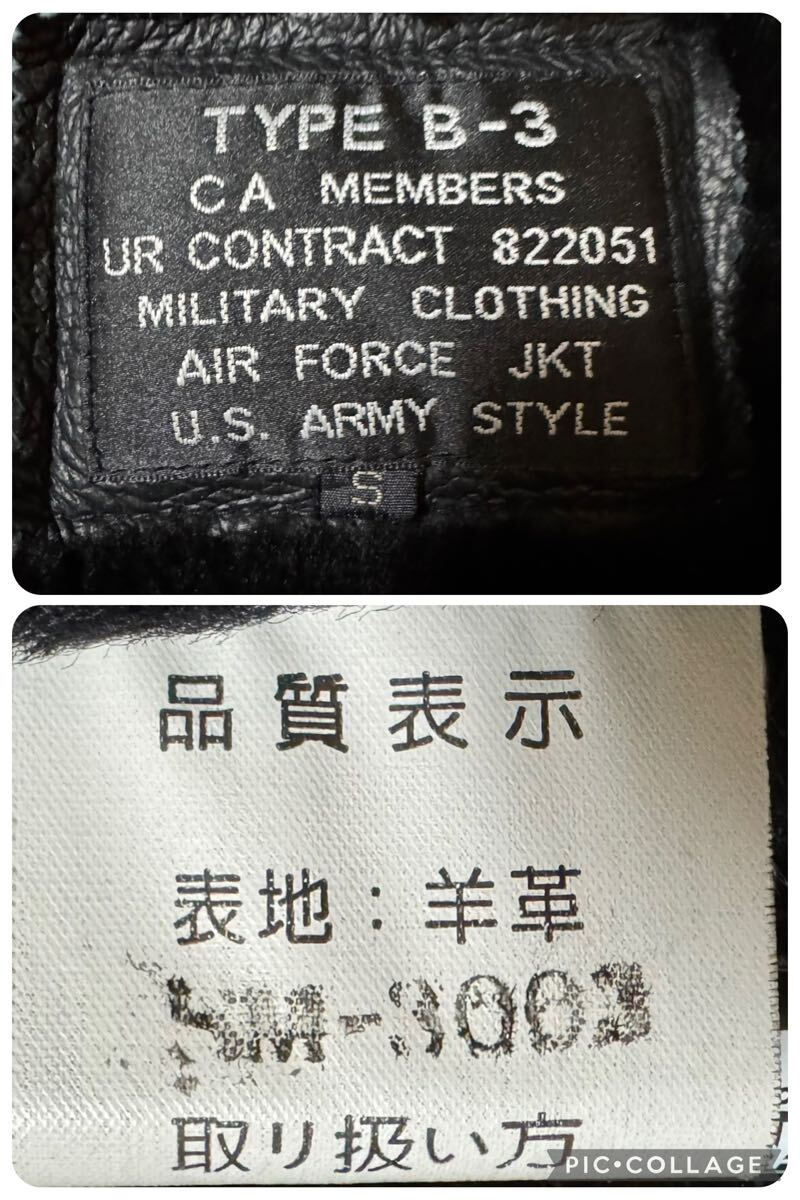 TYPE B-3
CA MEMBERS
UR CONTRACT 822051
MILITARY CLOTHING
AIR FORCE JKT
U.S. ARMY STYLE
S
品質表示
表地：羊革
取り扱い方
PIC•COLLAGE